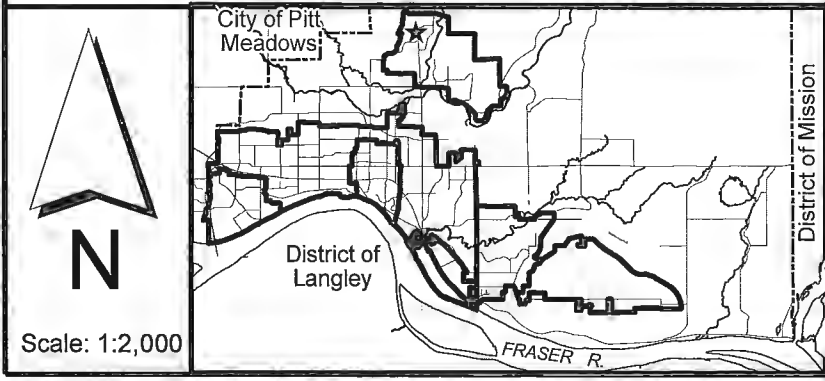 City of Pitt
Meadows
District of Mission
District of
Langley
N
Scale: 1:2,000
FRASER R.